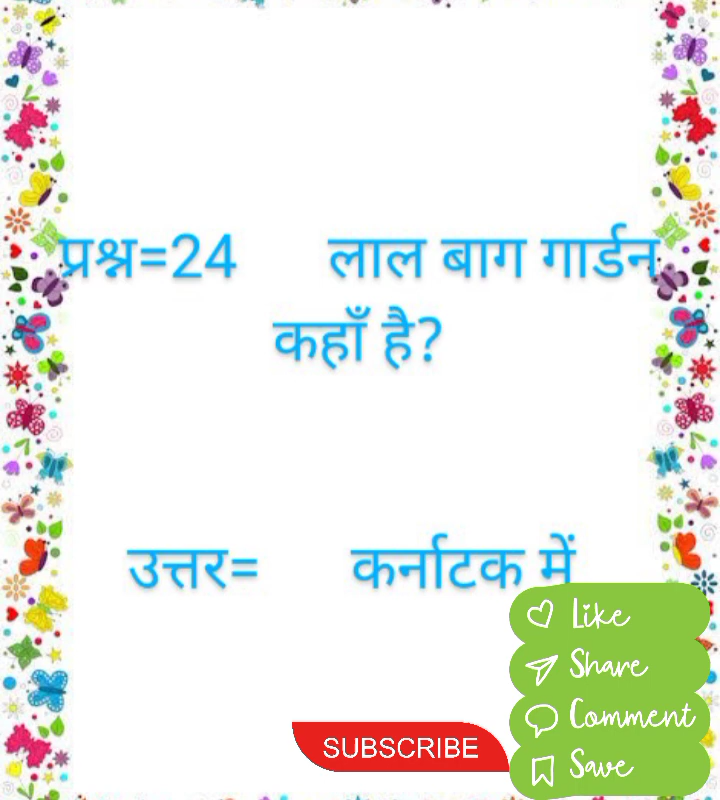 प्रश्न=24 लाल बाग गार्डन
कहाँ है?
उत्तर= कर्नाटक में
Like
Share
Comment
Save
SUBSCRIBE